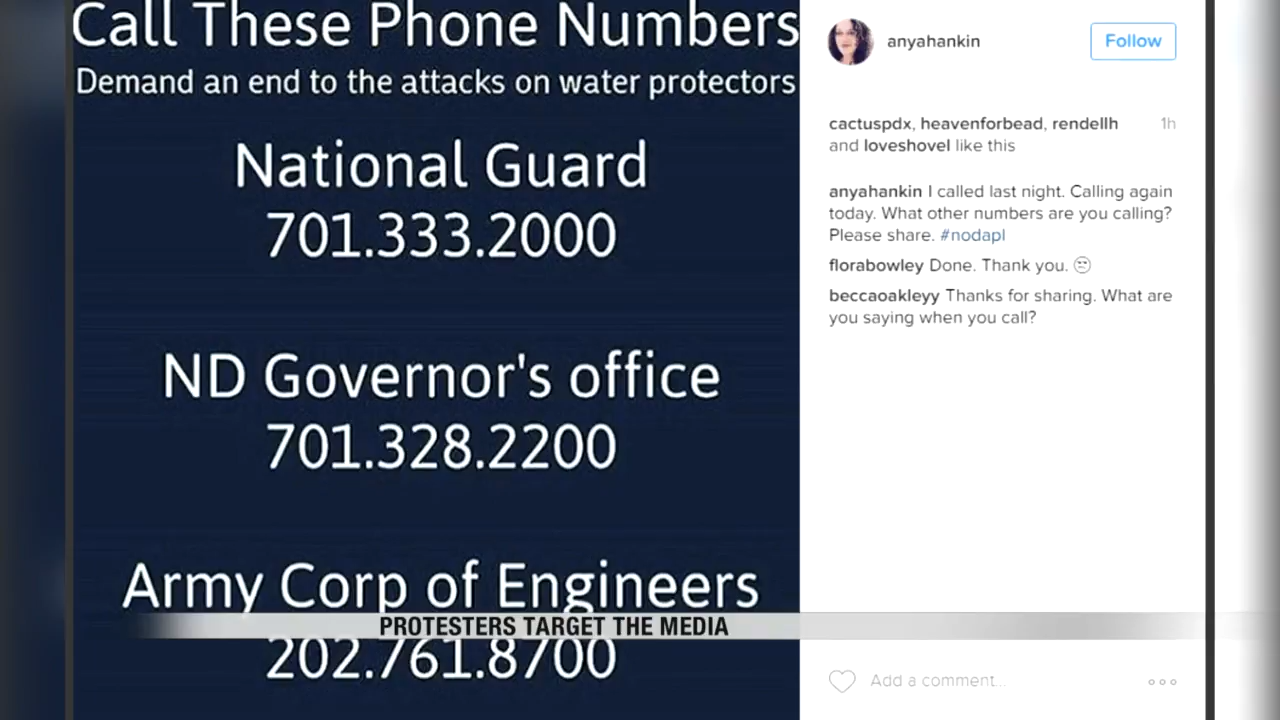 Call These Phone Numbers
Demand an end to the attacks on water protectors
National Guard
701.333.2000
ND Governor's office
701.328.2200
Army Corp of Engineers
202.761.8700
PROTESTERS TARGET THE MEDIA
anyahankin
Follow
cactuspdx, heavenforbead, rendellh
and loveshovel like this
1h
anyahankin I called last night. Calling again
today. What other numbers are you calling?
Please share. #nodapl
florabowley Done. Thank you. 😒
beccaoakleyy Thanks for sharing. What are
you saying when you call?
Add a comment...